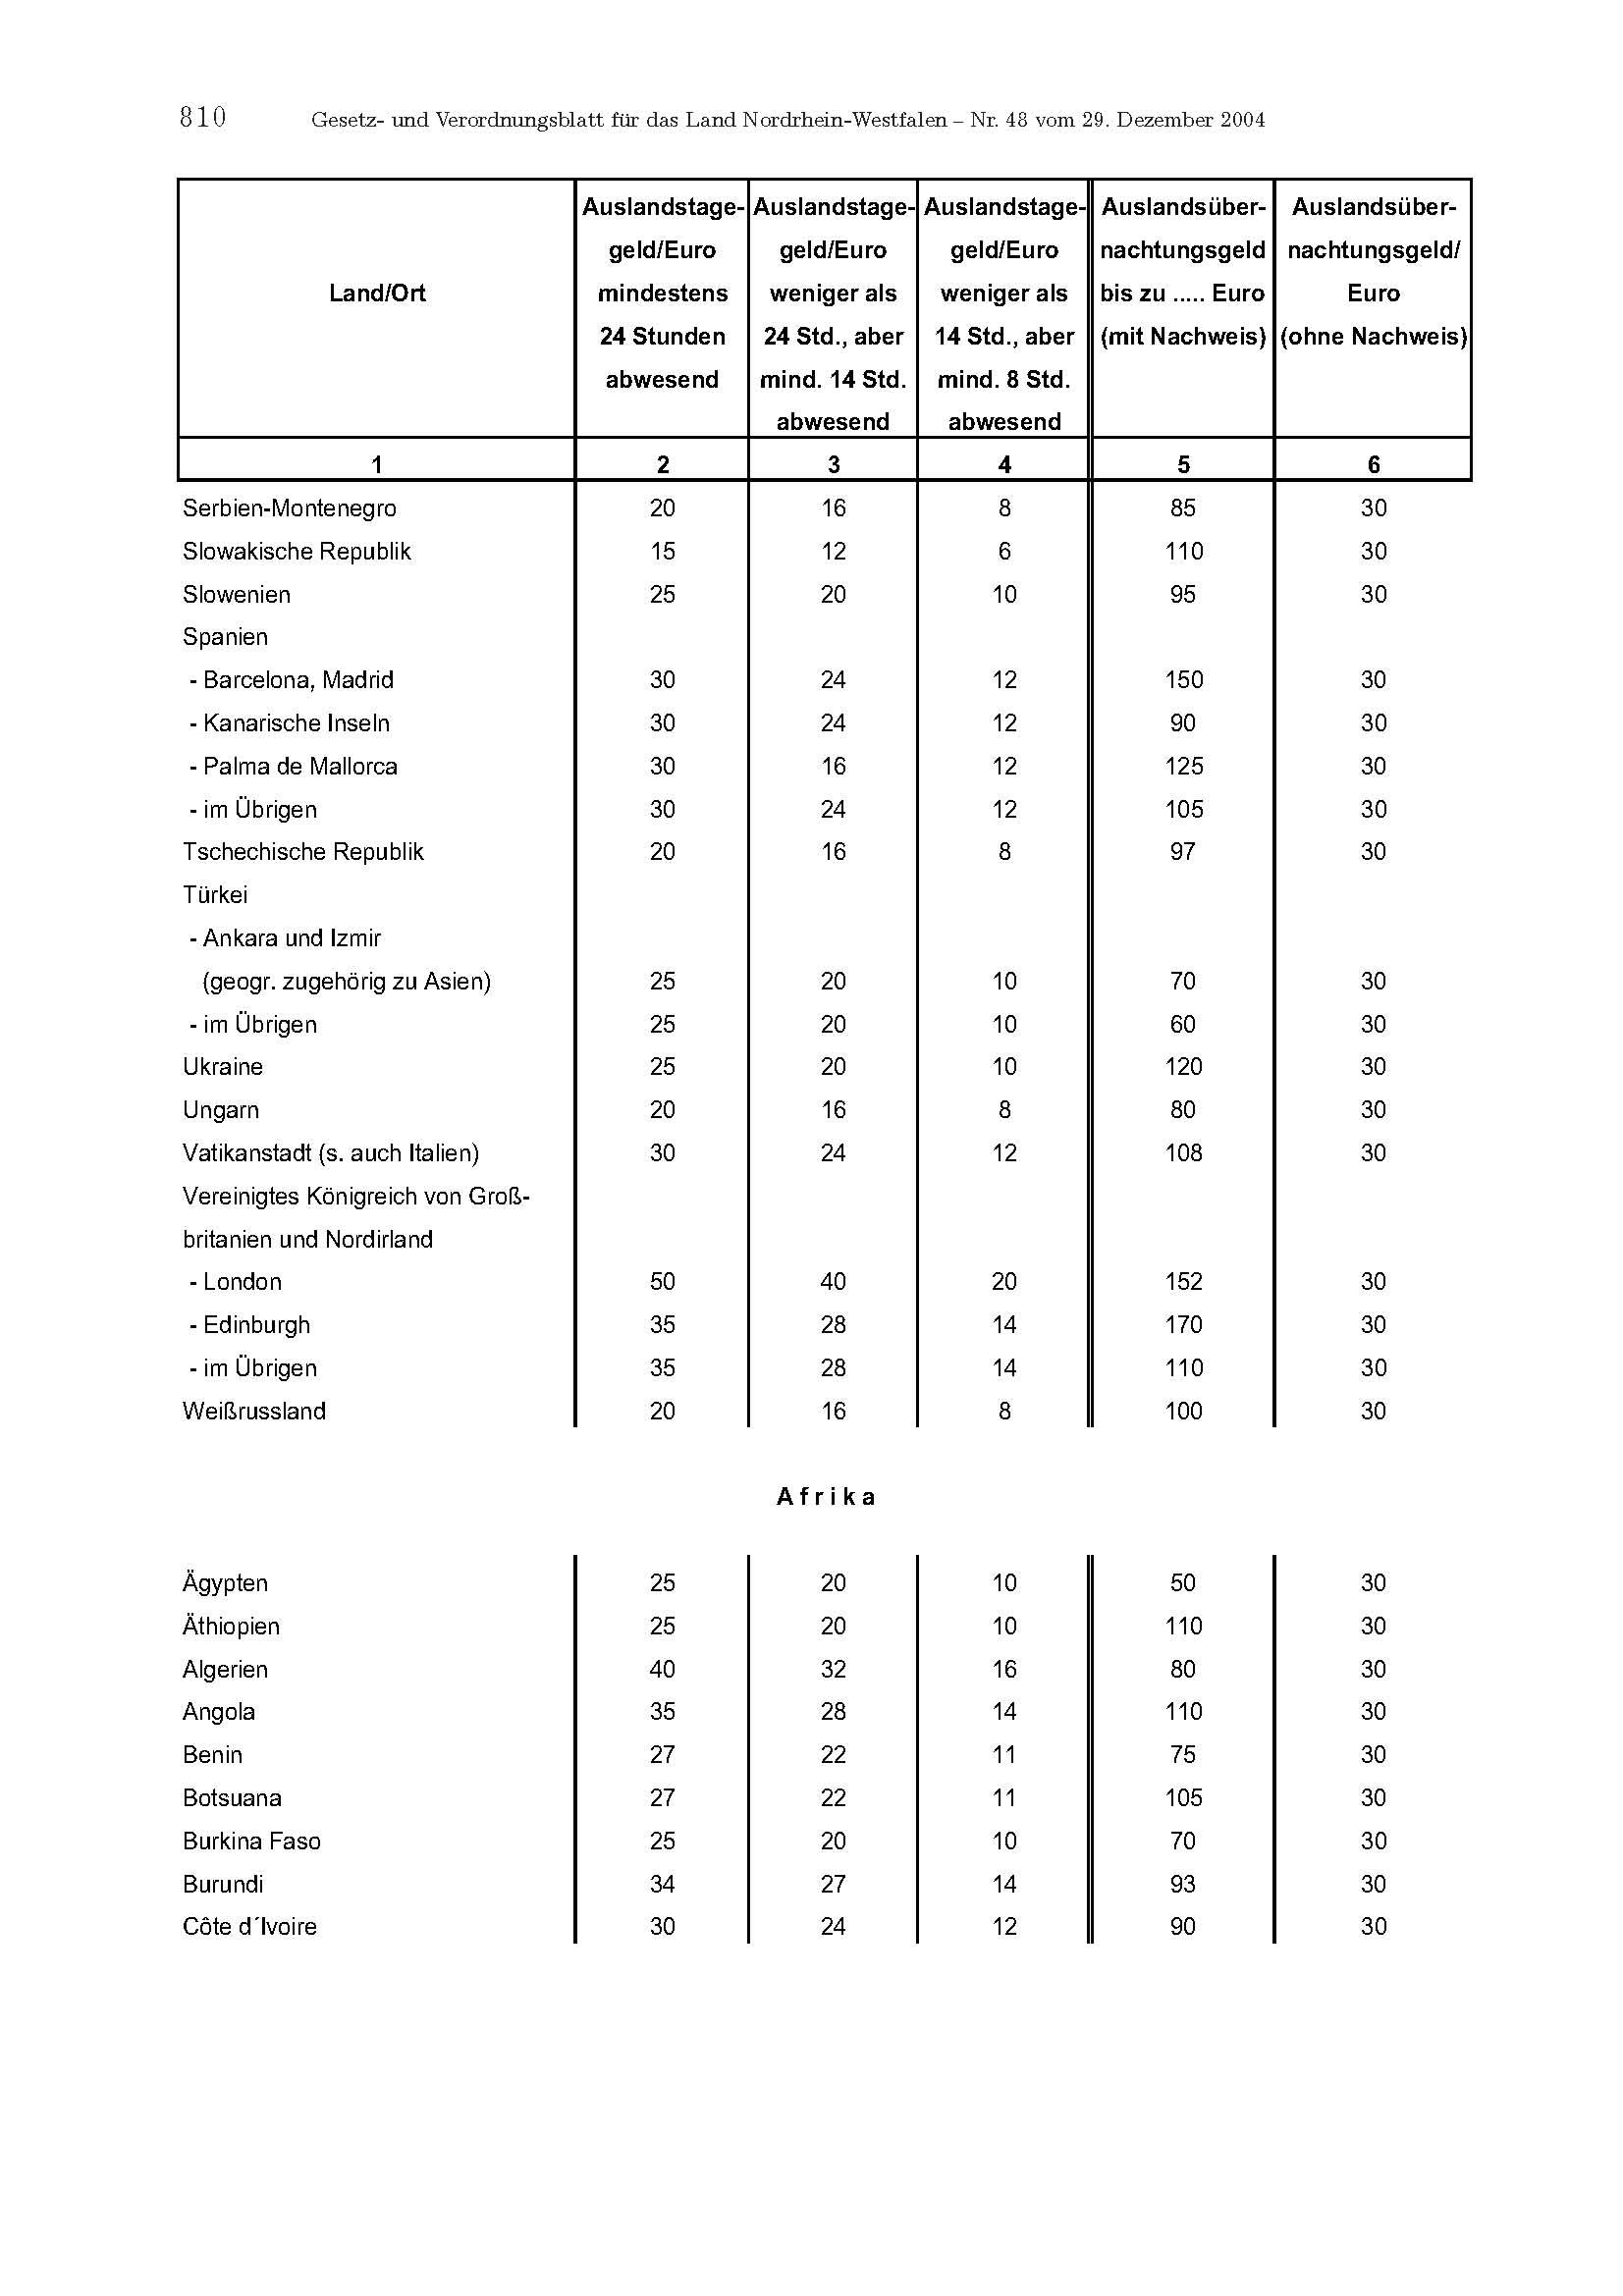 810 Gesetz- und Verordnungsblatt für das Land Nordrhein-Westfalen – Nr. 48 vom 29. Dezember 2004
Auslandstage- Auslandstage- Auslandstage- Auslandsüber- Auslandsüber-
geld/Euro geld/Euro geld/Euro nachtungsgeld nachtungsgeld/
Land/Ort mindestens weniger als weniger als bis zu ..... Euro Euro
24 Stunden 24 Std., aber 14 Std., aber (mit Nachweis) (ohne Nachweis)
abwesend mind. 14 Std. mind. 8 Std.
abwesend abwesend
1 2 3 4 5 6
Serbien-Montenegro 20 16 8 85 30
Slowakische Republik 15 12 6 110 30
Slowenien 25 20 10 95 30
Spanien
- Barcelona, Madrid 30 24 12 150 30
- Kanarische Inseln 30 24 12 90 30
- Palma de Mallorca 30 16 12 125 30
- im Übrigen 30 24 12 105 30
Tschechische Republik 20 16 8 97 30
Türkei
- Ankara und Izmir
(geogr. zugehörig zu Asien) 25 20 10 70 30
- im Übrigen 25 20 10 60 30
Ukraine 25 20 10 120 30
Ungarn 20 16 8 80 30
Vatikanstadt (s. auch Italien) 30 24 12 108 30
Vereinigtes Königreich von Groß-
britanien und Nordirland
- London 50 40 20 152 30
- Edinburgh 35 28 14 170 30
- im Übrigen 35 28 14 110 30
Weißrussland 20 16 8 100 30
Afrika
Ägypten 25 20 10 50 30
Äthiopien 25 20 10 110 30
Algerien 40 32 16 80 30
Angola 35 28 14 110 30
Benin 27 22 11 75 30
Botsuana 27 22 11 105 30
Burkina Faso 25 20 10 70 30
Burundi 34 27 14 93 30
Côte d´Ivoire 30 24 12 90 30